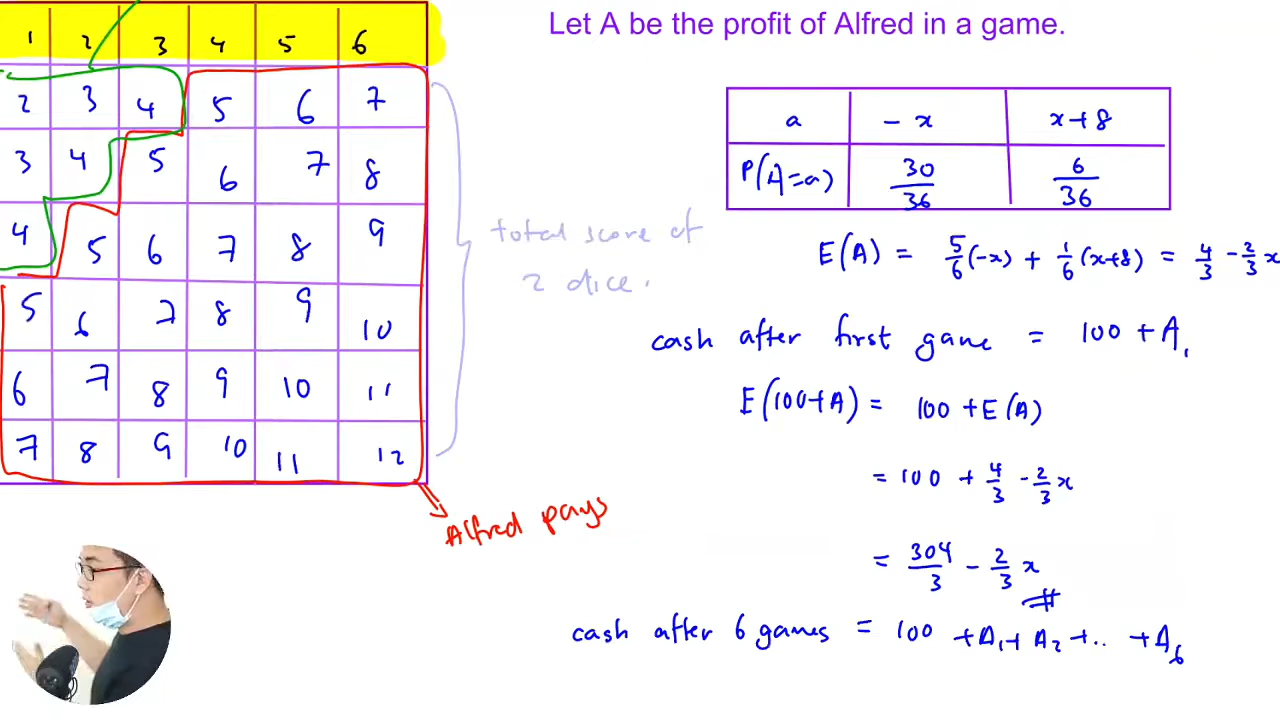 Let A be the profit of Alfred in a game.
1 2 3 4 5 6
2 3 4 5 6 7
3 4 5 6 7 8
4 5 6 7 8 9
5 6 7 8 9 10
6 7 8 9 10 11
7 8 9 10 11 12
total score of
2 dice.
Alfred pays
a -x x+8
P(A=a) 30/36 6/36
E(A) = 5/6(-x) + 1/6(x+8) = 4/3 - 2/3x
cash after first game = 100 + A₁
E(100+A) = 100 + E(A)
= 100 + 4/3 - 2/3x
= 304/3 - 2/3x
cash after 6 games = 100 + A₁ + A₂ + .. + A₆